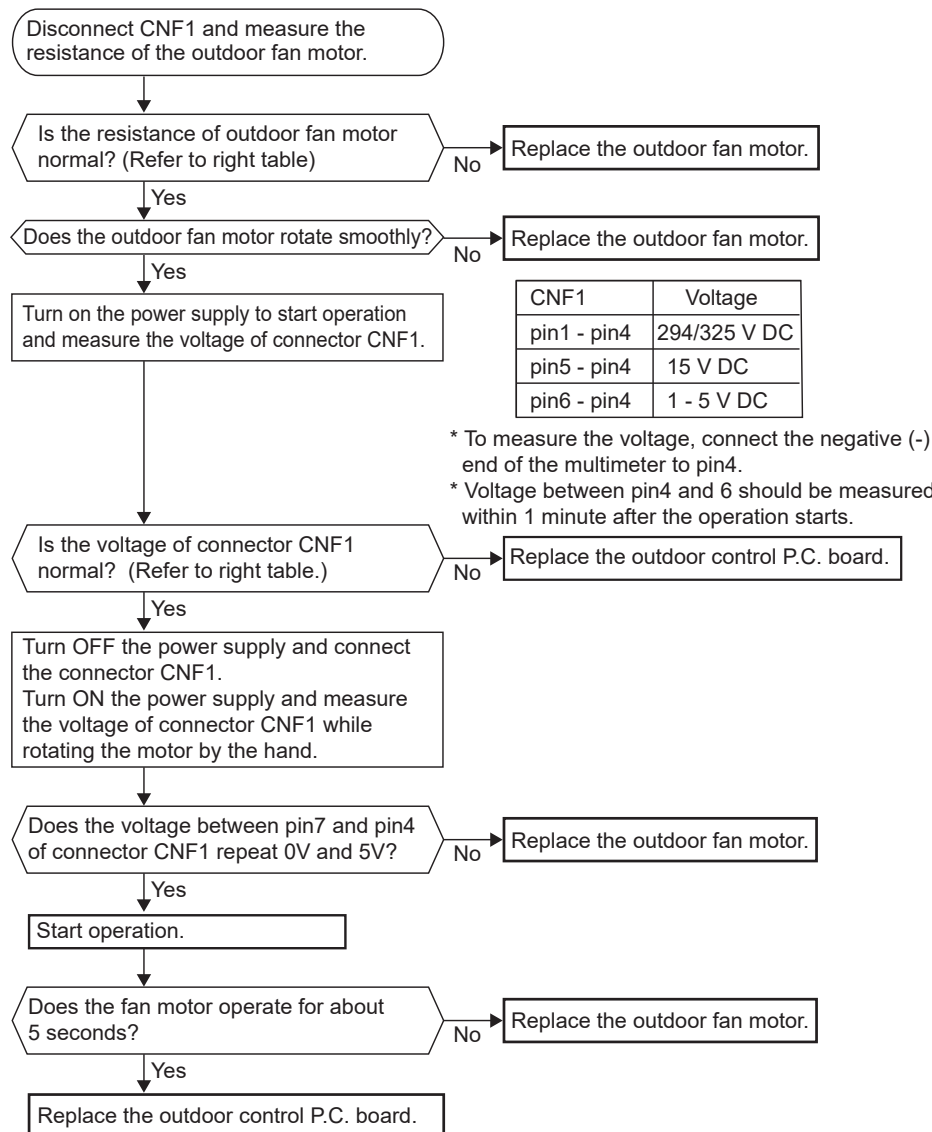 Disconnect CNF1 and measure the
resistance of the outdoor fan motor.
Is the resistance of outdoor fan motor
normal? (Refer to right table)
No
Replace the outdoor fan motor.
Yes
Does the outdoor fan motor rotate smoothly?
No
Replace the outdoor fan motor.
Yes
Turn on the power supply to start operation
and measure the voltage of connector CNF1.
CNF1 Voltage
pin1 - pin4 294/325 V DC
pin5 - pin4 15 V DC
pin6 - pin4 1 - 5 V DC
* To measure the voltage, connect the negative (-)
end of the multimeter to pin4.
* Voltage between pin4 and 6 should be measured
within 1 minute after the operation starts.
Is the voltage of connector CNF1
normal? (Refer to right table.)
No
Replace the outdoor control P.C. board.
Yes
Turn OFF the power supply and connect
the connector CNF1.
Turn ON the power supply and measure
the voltage of connector CNF1 while
rotating the motor by the hand.
Does the voltage between pin7 and pin4
of connector CNF1 repeat 0V and 5V?
No
Replace the outdoor fan motor.
Yes
Start operation.
Does the fan motor operate for about
5 seconds?
No
Replace the outdoor fan motor.
Yes
Replace the outdoor control P.C. board.